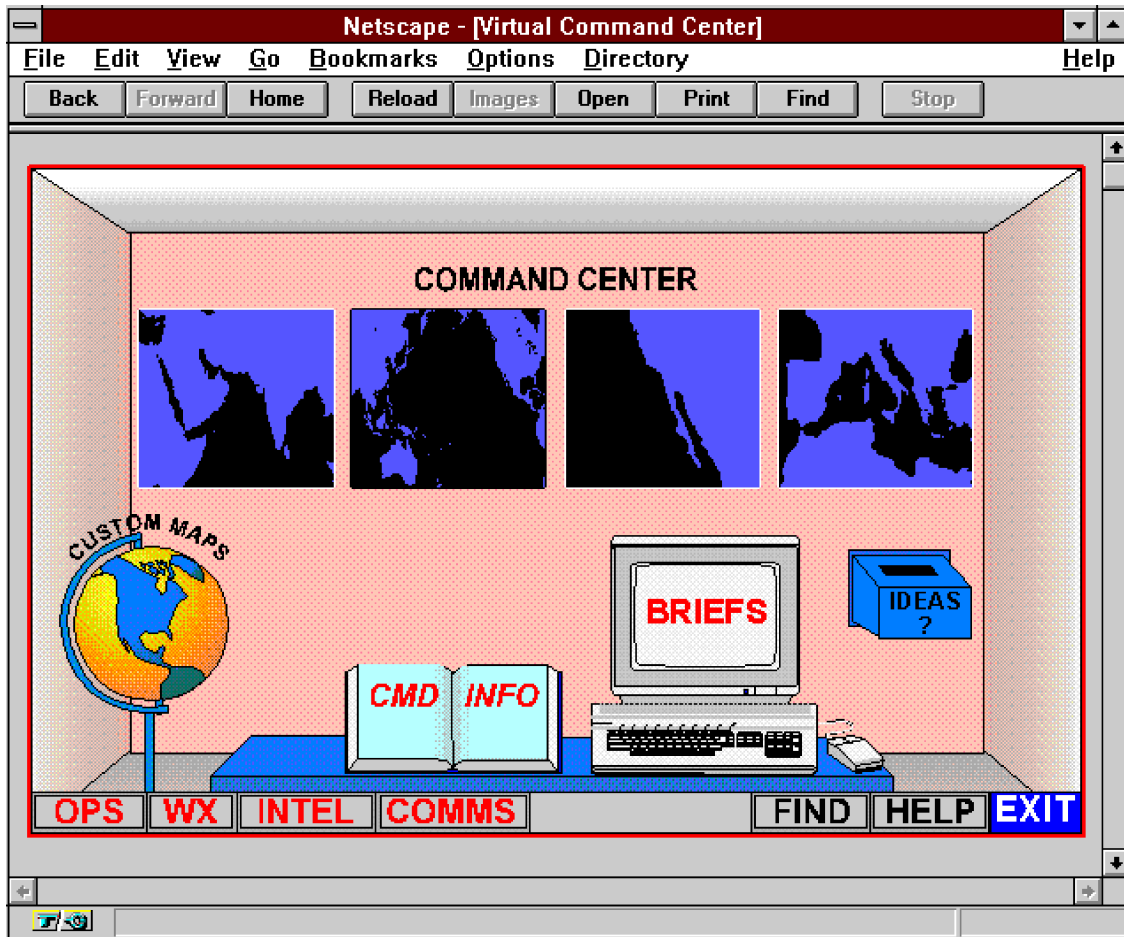 Netscape - [Virtual Command Center]
File Edit View Go Bookmarks Options Directory Help
Back Forward Home Reload Images Open Print Find Stop
COMMAND CENTER
CUSTOM MAPS
BRIEFS
IDEAS
?
CMD INFO
OPS WX INTEL COMMS FIND HELP EXIT